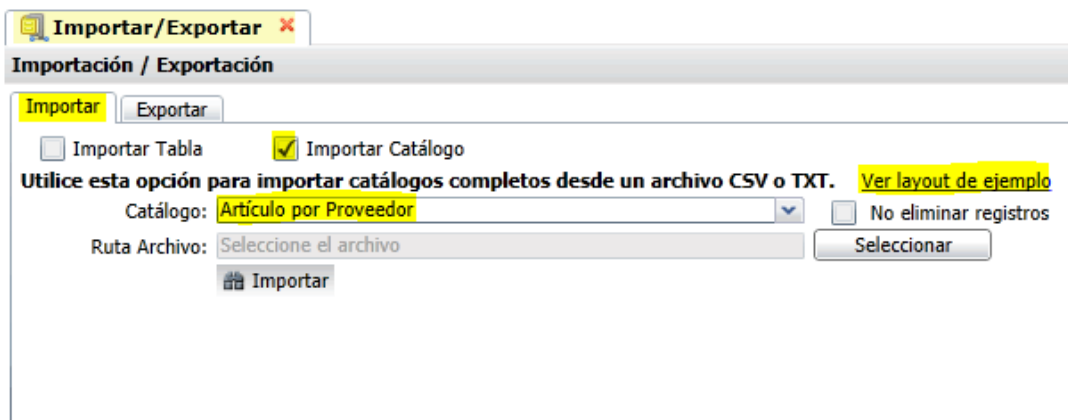 Importar/Exportar
Importación / Exportación
Importar Exportar
Importar Tabla Importar Catálogo
Utilice esta opción para importar catálogos completos desde un archivo CSV o TXT. Ver layout de ejemplo
Catálogo: Artículo por Proveedor No eliminar registros
Ruta Archivo: Seleccione el archivo Seleccionar
Importar